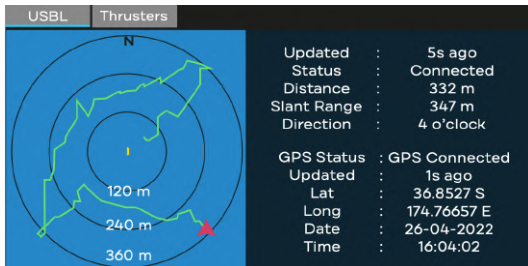 USBL Thrusters
N
120 m
240 m
360 m
Updated : 5s ago
Status : Connected
Distance : 332 m
Slant Range : 347 m
Direction : 4 o'clock
GPS Status : GPS Connected
Updated : 1s ago
Lat : 36.8527 S
Long : 174.76657 E
Date : 26-04-2022
Time : 16:04:02